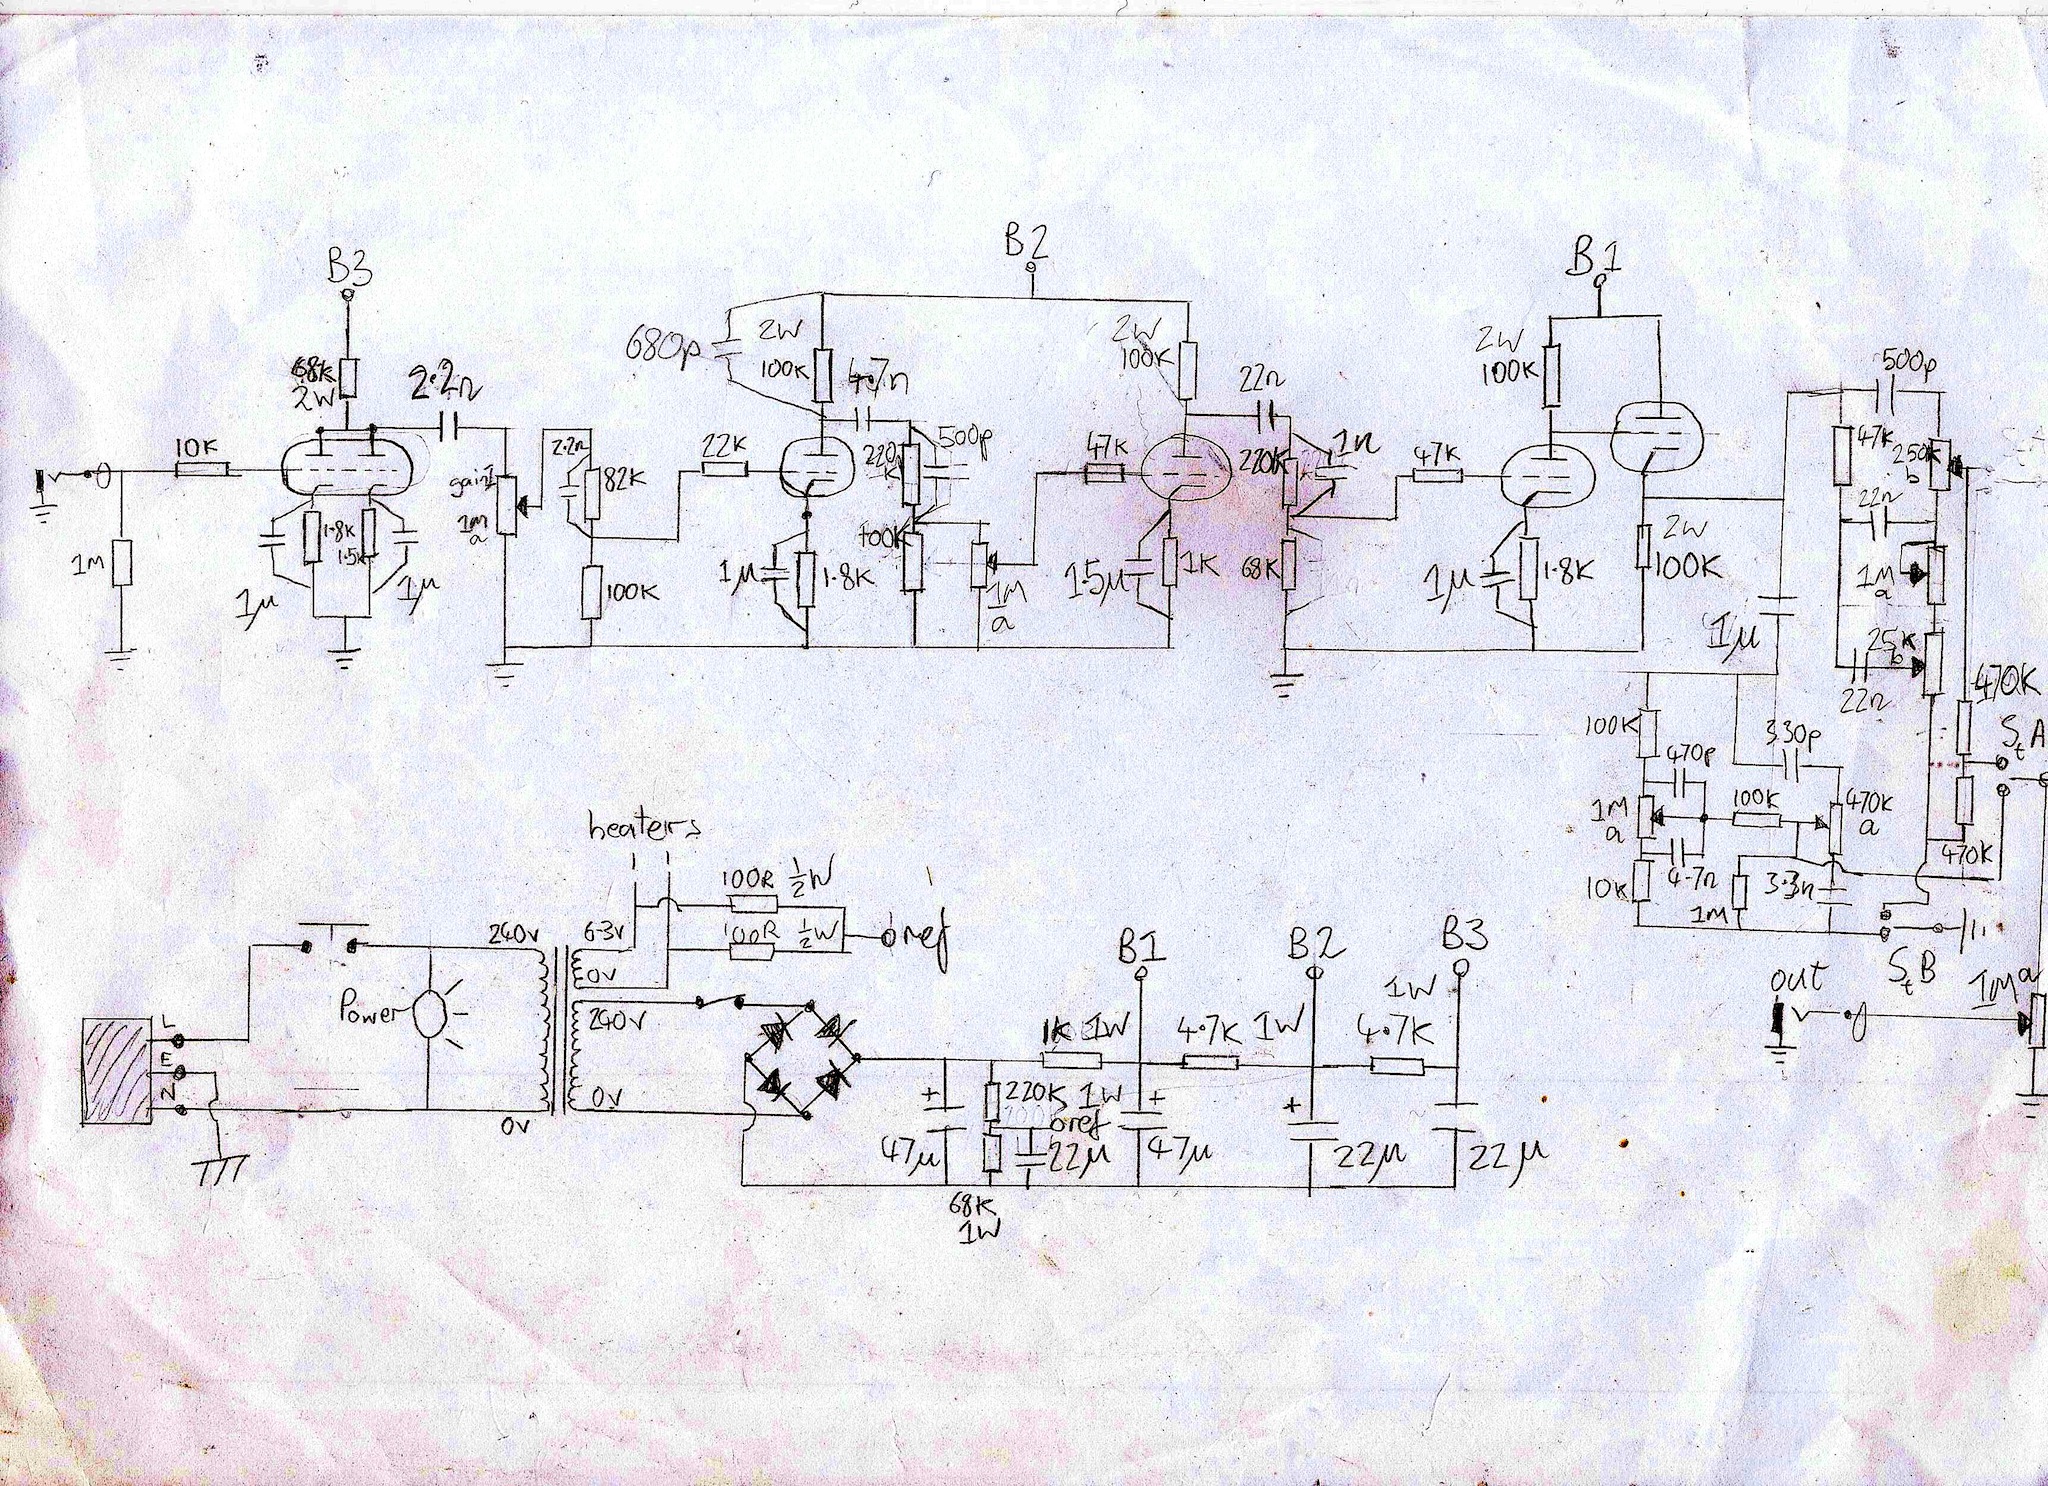 B3
68K
2W
2.2n
10K
1M
1.8K
1.5K
1µ
1µ
gain1
1M
a
2.2n
82K
100K
22K
B2
680p
2W
100K
4.7n
220
K
500p
100K
1M
a
1µ
1.8K
2W
100K
47K
1.5µ
1K
22n
220K
1n
68K
B1
2W
100K
47K
1µ
1.8K
2W
100K
1µ
500p
47K
250K
b
22n
1M
a
25K
b
22n
470K
StA
470K
100K
470p
1M
a
10K
4.7n
100K
330p
470K
a
1M
3.3n
StB
out
1Ma
heaters
100R ½W
100R ½W
oref
240V
6.3V
0V
Power
L
E
N
0V
240V
0V
B1
B2
B3
1K 1W
4.7K 1W
1W
4.7K
+
47µ
220K 1W
oref
22µ
68K
1W
+
47µ
+
22µ
22µ